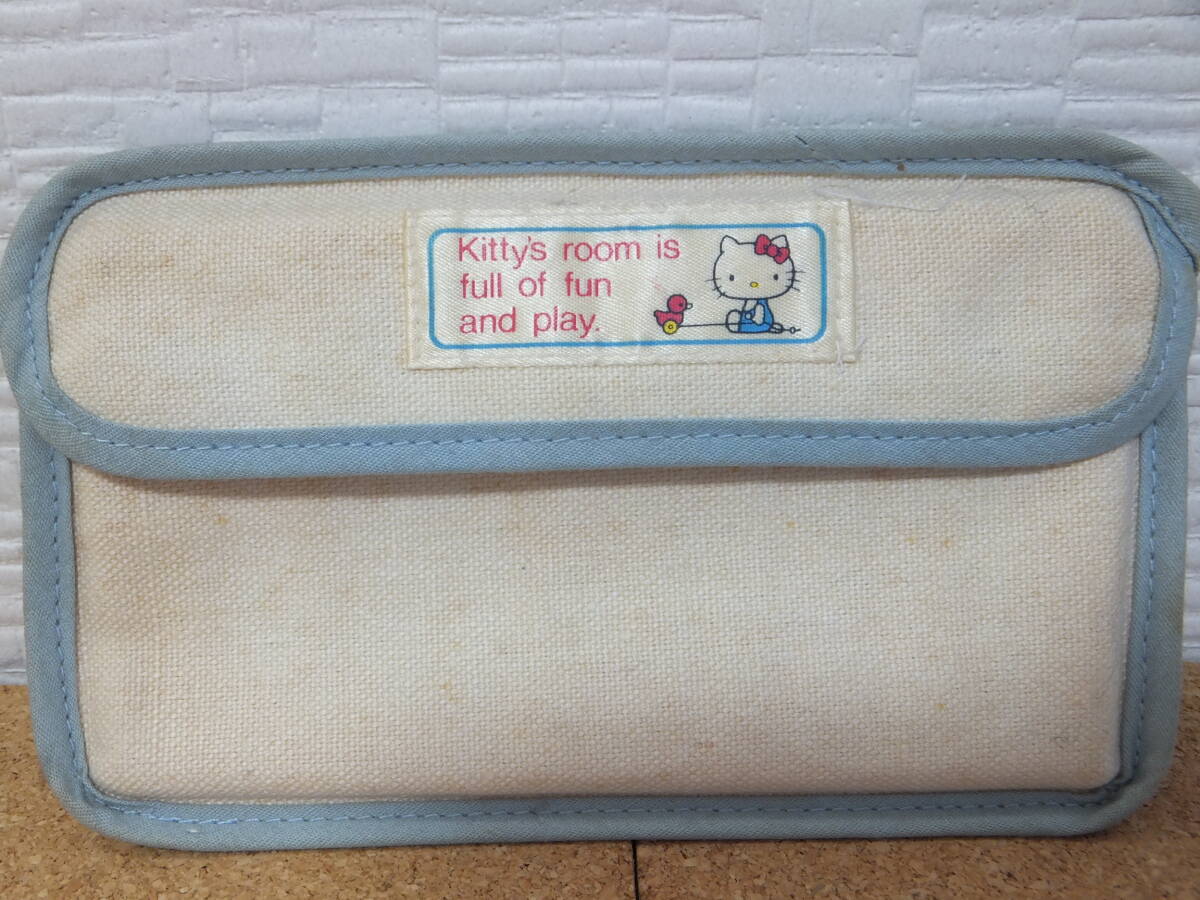 Kitty's room is
full of fun
and play.